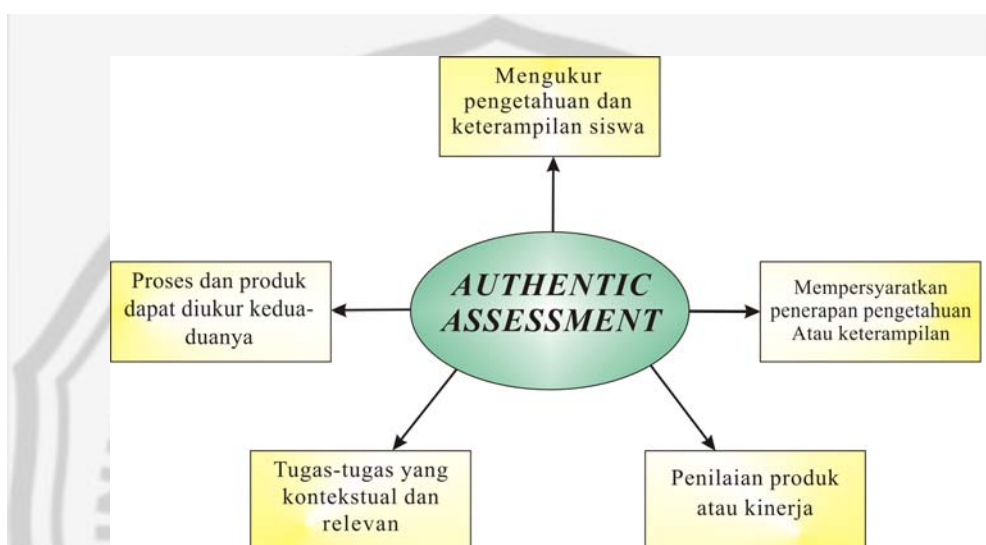 Mengukur
pengetahuan dan
keterampilan siswa
AUTHENTIC
ASSESSMENT
Proses dan produk
dapat diukur kedua-
duanya
Mempersyaratkan
penerapan pengetahuan
Atau keterampilan
Tugas-tugas yang
kontekstual dan
relevan
Penilaian produk
atau kinerja